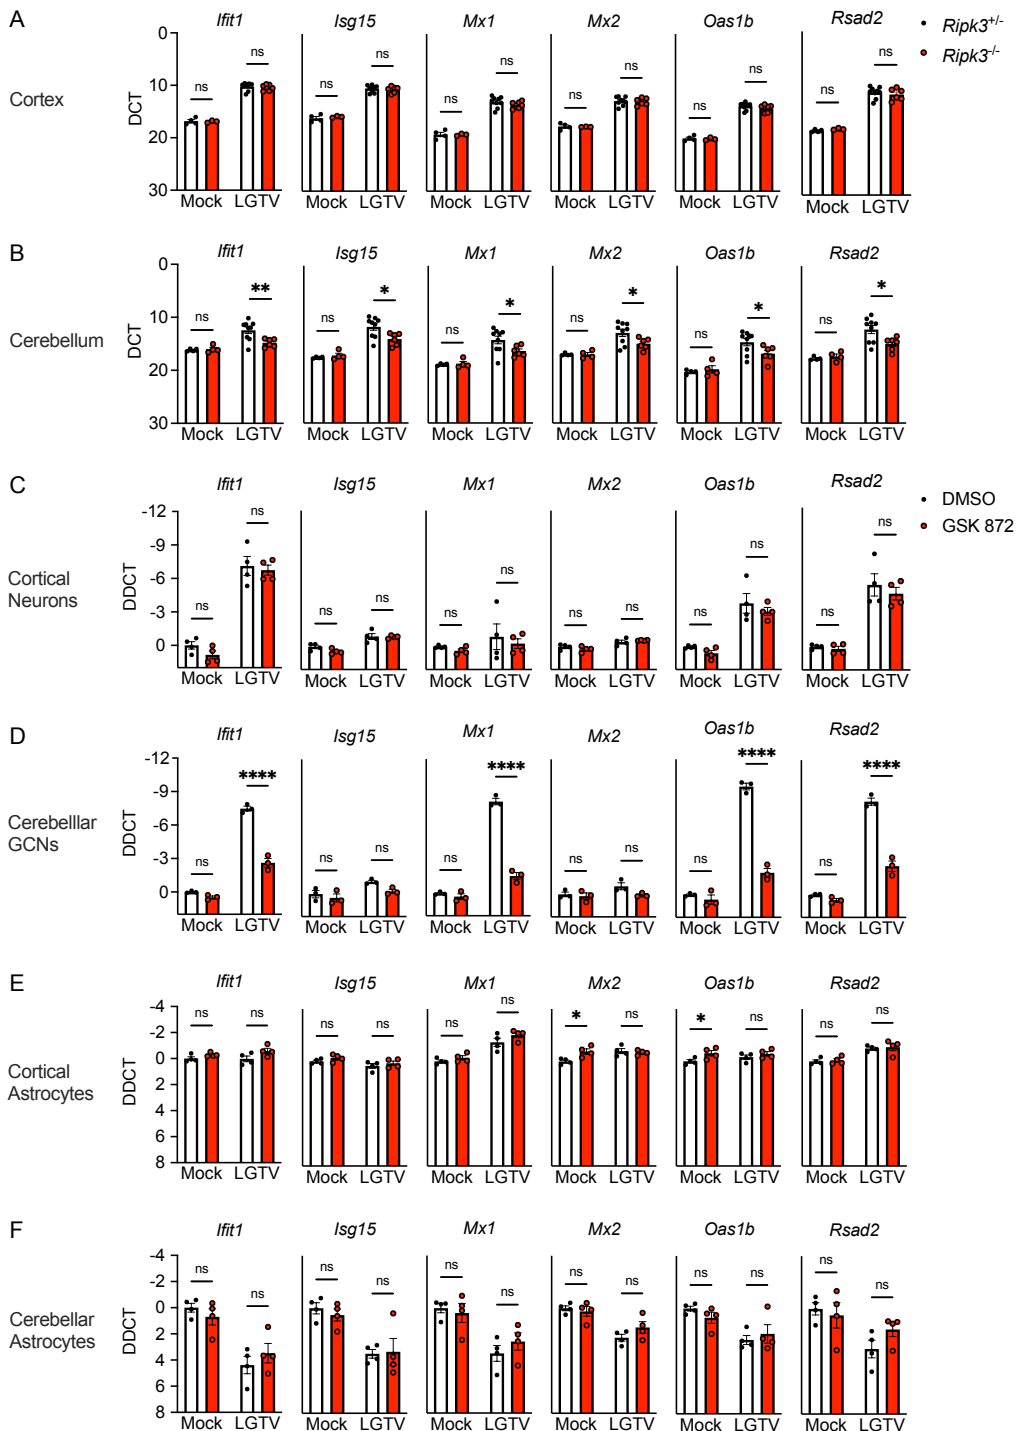 A
Ifit1 Isg15 Mx1 Mx2 Oas1b Rsad2
Ripk3+/-
Ripk3-/-
Cortex
DCT
0
10
20
30
ns ns ns ns ns ns ns ns ns ns ns ns
Mock LGTV Mock LGTV Mock LGTV Mock LGTV Mock LGTV Mock LGTV
B
Ifit1 Isg15 Mx1 Mx2 Oas1b Rsad2
Cerebellum
DCT
0
10
20
30
ns ** ns * ns * ns * ns * ns *
Mock LGTV Mock LGTV Mock LGTV Mock LGTV Mock LGTV Mock LGTV
C
Ifit1 Isg15 Mx1 Mx2 Oas1b Rsad2
DMSO
GSK 872
Cortical
Neurons
DDCT
-12
-9
-6
-3
0
ns ns ns ns ns ns ns ns ns ns ns ns
Mock LGTV Mock LGTV Mock LGTV Mock LGTV Mock LGTV Mock LGTV
D
Ifit1 Isg15 Mx1 Mx2 Oas1b Rsad2
Cerebelllar
GCNs
DDCT
-12
-9
-6
-3
0
ns **** ns ns ns **** ns ns ns **** ns ****
Mock LGTV Mock LGTV Mock LGTV Mock LGTV Mock LGTV Mock LGTV
E
Ifit1 Isg15 Mx1 Mx2 Oas1b Rsad2
Cortical
Astrocytes
DDCT
-4
-2
0
2
4
6
8
ns ns ns ns ns ns * ns * ns ns ns
Mock LGTV Mock LGTV Mock LGTV Mock LGTV Mock LGTV Mock LGTV
F
Ifit1 Isg15 Mx1 Mx2 Oas1b Rsad2
Cerebellar
Astrocytes
DDCT
-4
-2
0
2
4
6
8
ns ns ns ns ns ns ns ns ns ns ns ns
Mock LGTV Mock LGTV Mock LGTV Mock LGTV Mock LGTV Mock LGTV